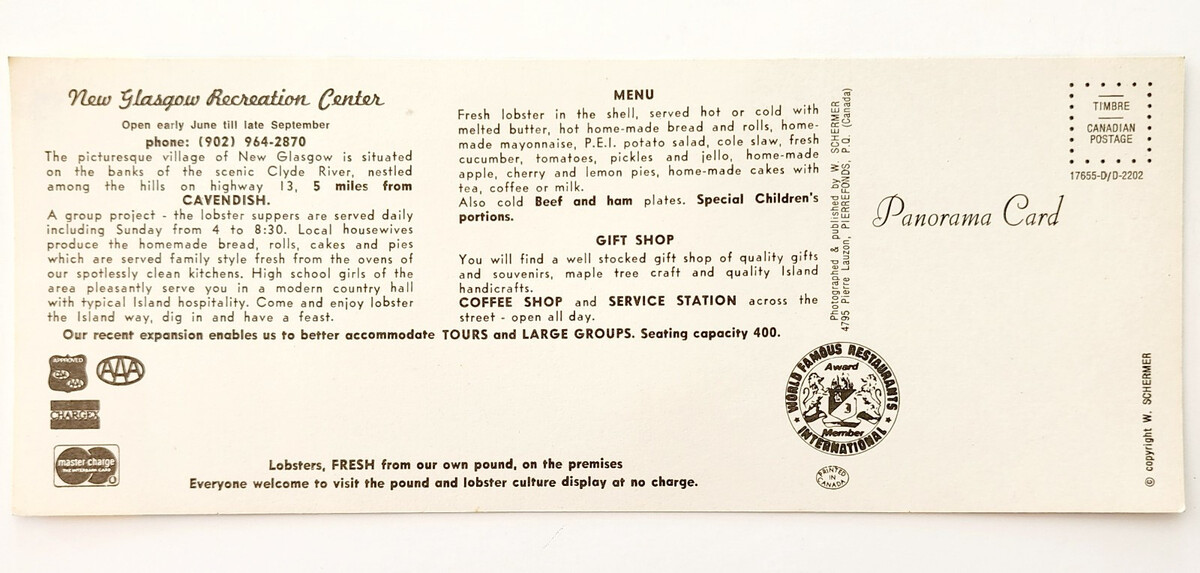 New Glasgow Recreation Center
Open early June till late September
phone: (902) 964-2870
The picturesque village of New Glasgow is situated
on the banks of the scenic Clyde River, nestled
among the hills on highway 13, 5 miles from
CAVENDISH.
A group project - the lobster suppers are served daily
including Sunday from 4 to 8:30. Local housewives
produce the homemade bread, rolls, cakes and pies
which are served family style fresh from the ovens of
our spotlessly clean kitchens. High school girls of the
area pleasantly serve you in a modern country hall
with typical Island hospitality. Come and enjoy lobster
the Island way, dig in and have a feast.
MENU
Fresh lobster in the shell, served hot or cold with
melted butter, hot home-made bread and rolls, home-
made mayonnaise, P.E.I. potato salad, cole slaw, fresh
cucumber, tomatoes, pickles and jello, home-made
apple, cherry and lemon pies, home-made cakes with
tea, coffee or milk.
Also cold Beef and ham plates. Special Children's
portions.
GIFT SHOP
You will find a well stocked gift shop of quality gifts
and souvenirs, maple tree craft and quality Island
handicrafts.
COFFEE SHOP and SERVICE STATION across the
street - open all day.
Our recent expansion enables us to better accommodate TOURS and LARGE GROUPS. Seating capacity 400.
APPROVED
CAA
AAA
AAA
CHARGEX
master charge
THE INTERBANK CARD
Lobsters, FRESH from our own pound, on the premises
Everyone welcome to visit the pound and lobster culture display at no charge.
Photographed & published by W. SCHERMER
4795 Pierre Lauzon, PIERREFONDS, P.Q. (Canada)
WORLD FAMOUS RESTAURANTS
INTERNATIONAL
Award
Member
PRINTED
IN
CANADA
TIMBRE
CANADIAN
POSTAGE
17655-D/D-2202
Panorama Card
© copyright W. SCHERMER